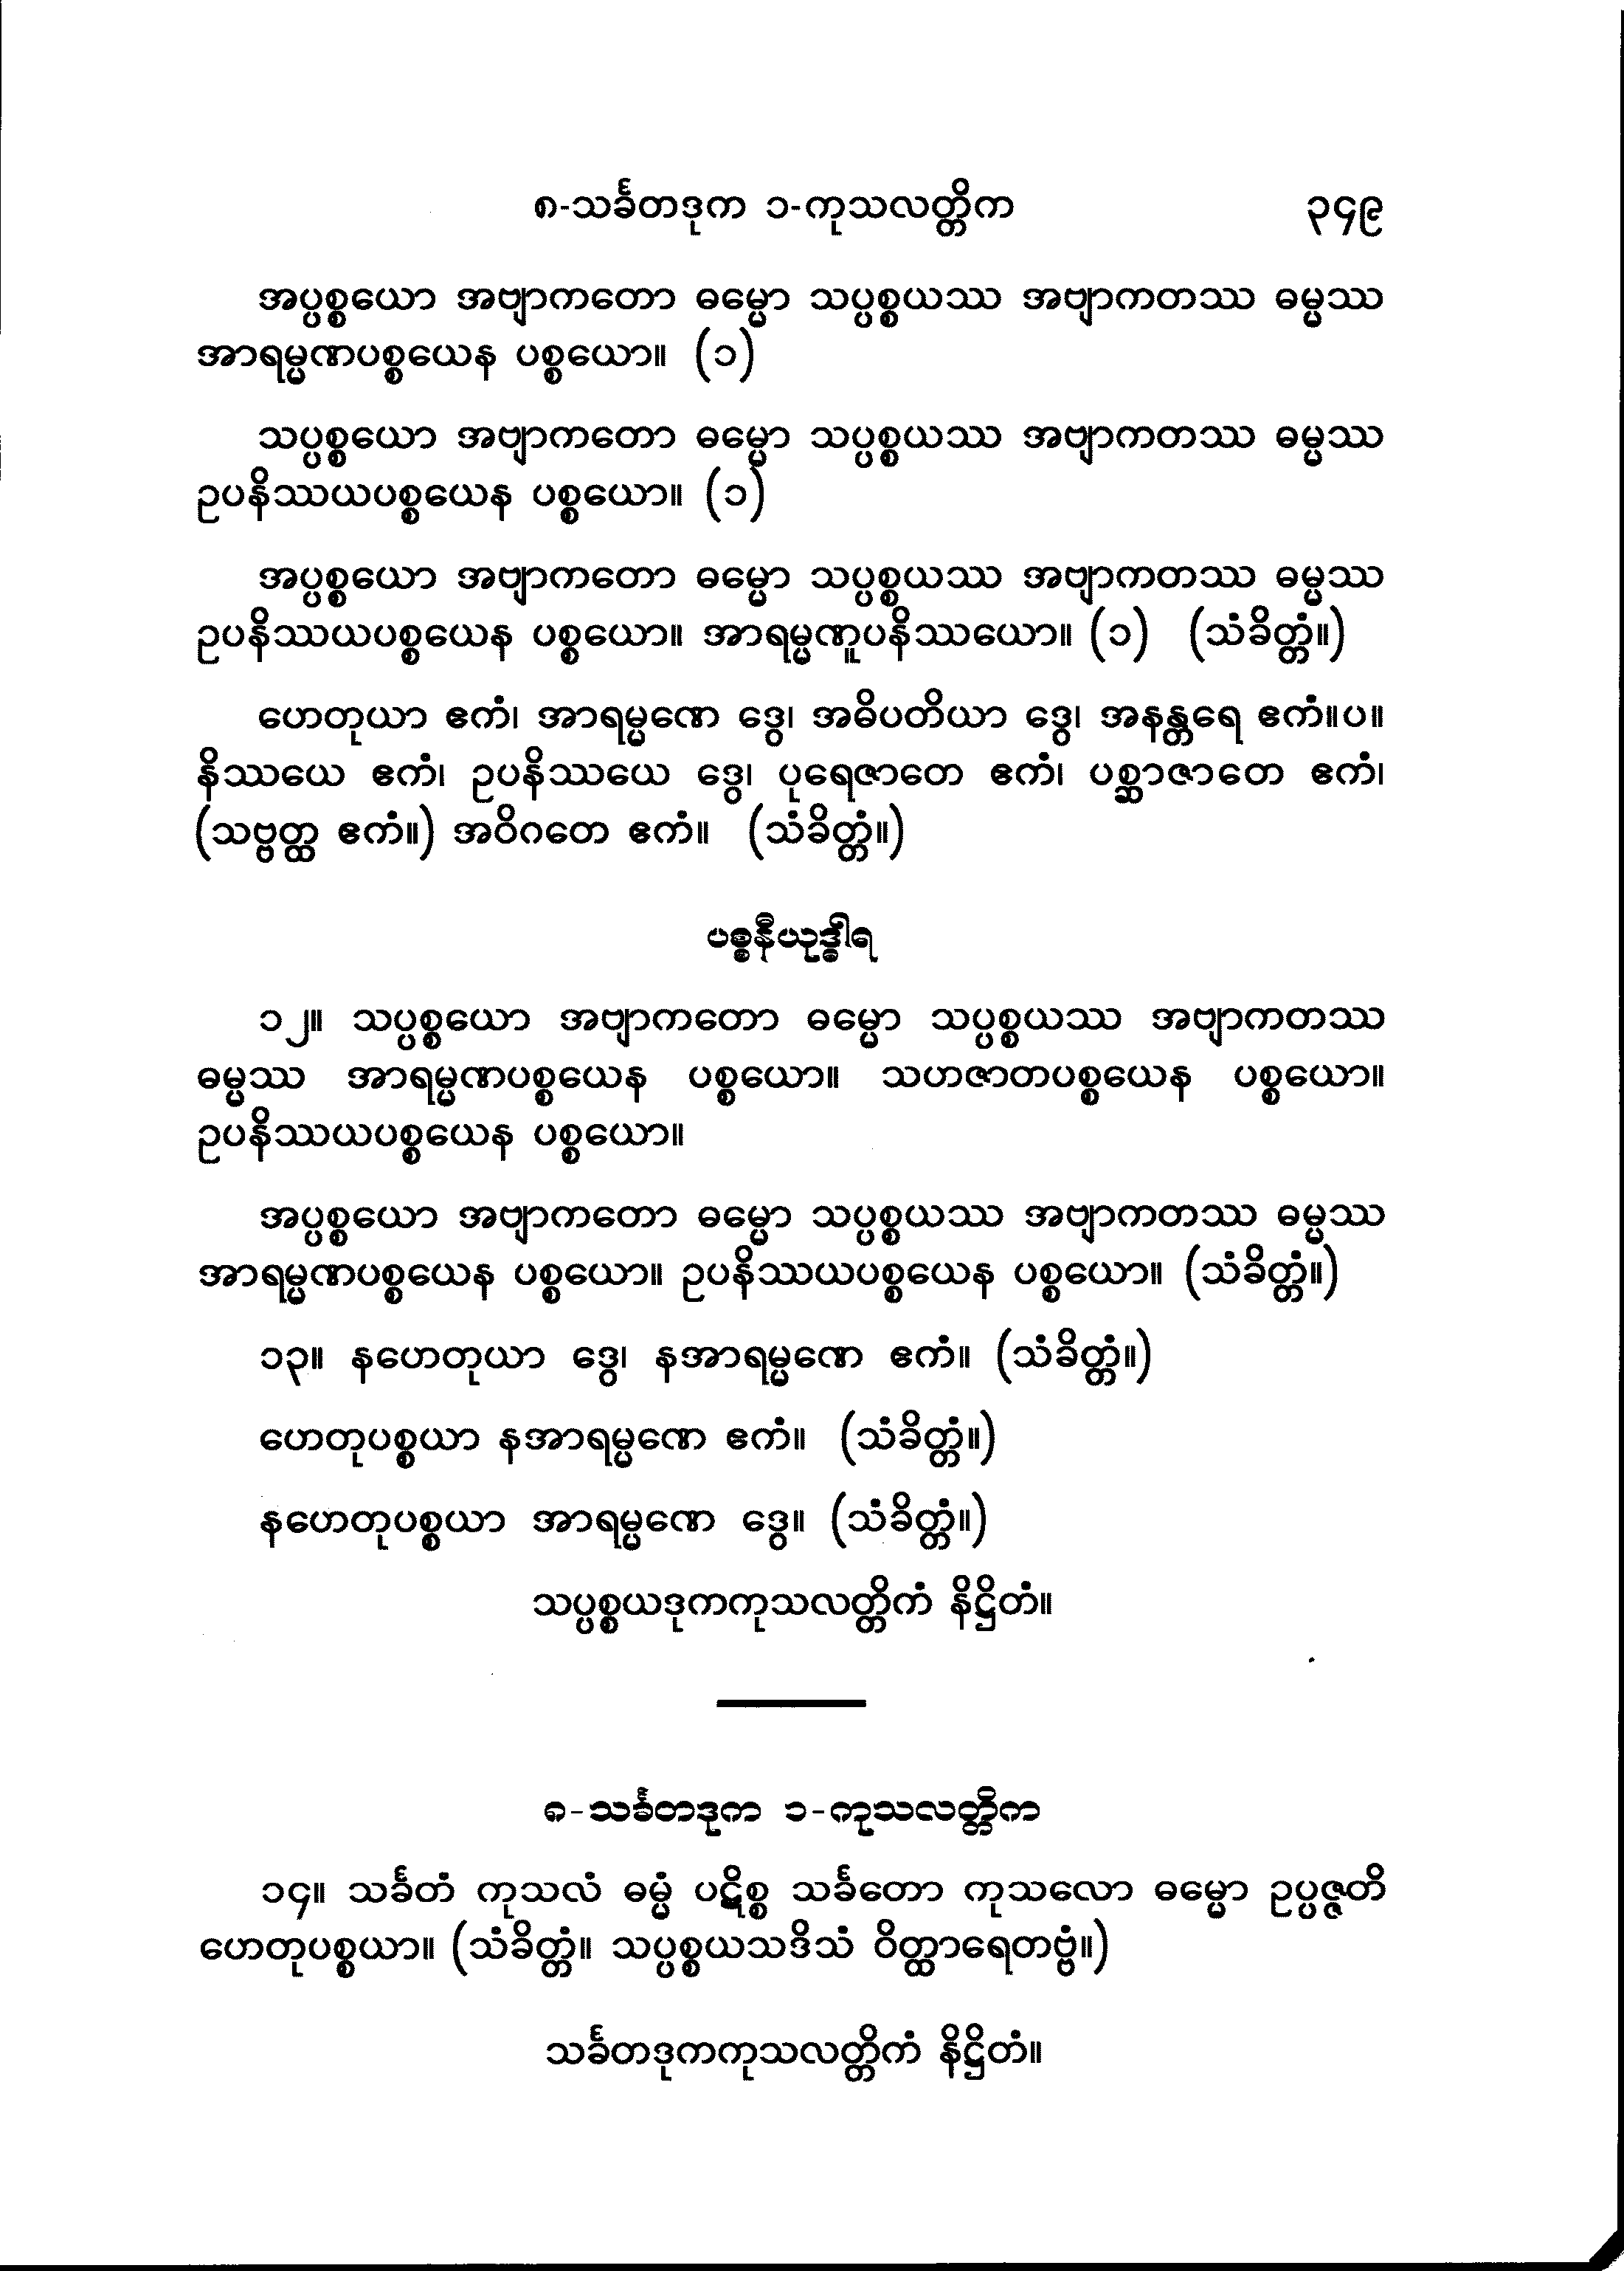 ၈-သင်္ခတဒုက ၁-ကုသလတ္တိက ၃၄၉
အပ္ပစ္စယော အဗျာကတော ဓမ္မော သပ္ပစ္စယဿ အဗျာကတဿ ဓမ္မဿ
အာရမ္မဏပစ္စယေန ပစ္စယော။ (၁)
သပ္ပစ္စယော အဗျာကတော ဓမ္မော သပ္ပစ္စယဿ အဗျာကတဿ ဓမ္မဿ
ဥပနိဿယပစ္စယေန ပစ္စယော။ (၁)
အပ္ပစ္စယော အဗျာကတော ဓမ္မော သပ္ပစ္စယဿ အဗျာကတဿ ဓမ္မဿ
ဥပနိဿယပစ္စယေန ပစ္စယော။ အာရမ္မဏူပနိဿယော။ (၁) (သံခိတ္တံ။)
ဟေတုယာ ဧကံ၊ အာရမ္မဏေ ဒွေ၊ အဓိပတိယာ ဒွေ၊ အနန္တရေ ဧကံ။ပ။
နိဿယေ ဧကံ၊ ဥပနိဿယေ ဒွေ၊ ပုရေဇာတေ ဧကံ၊ ပစ္ဆာဇာတေ ဧကံ၊
(သဗ္ဗတ္ထ ဧကံ။) အဝိဂတေ ဧကံ။ (သံခိတ္တံ။)
ပစ္စနီယုဒ္ဓါရ
၁၂။ သပ္ပစ္စယော အဗျာကတော ဓမ္မော သပ္ပစ္စယဿ အဗျာကတဿ
ဓမ္မဿ အာရမ္မဏပစ္စယေန ပစ္စယော။ သဟဇာတပစ္စယေန ပစ္စယော။
ဥပနိဿယပစ္စယေန ပစ္စယော။
အပ္ပစ္စယော အဗျာကတော ဓမ္မော သပ္ပစ္စယဿ အဗျာကတဿ ဓမ္မဿ
အာရမ္မဏပစ္စယေန ပစ္စယော။ ဥပနိဿယပစ္စယေန ပစ္စယော။ (သံခိတ္တံ။)
၁၃။ နဟေတုယာ ဒွေ၊ နအာရမ္မဏေ ဧကံ။ (သံခိတ္တံ။)
ဟေတုပစ္စယာ နအာရမ္မဏေ ဧကံ။ (သံခိတ္တံ။)
နဟေတုပစ္စယာ အာရမ္မဏေ ဒွေ။ (သံခိတ္တံ။)
သပ္ပစ္စယဒုကကုသလတ္တိကံ နိဋ္ဌိတံ။
၈-သင်္ခတဒုက ၁-ကုသလတ္တိက
၁၄။ သင်္ခတံ ကုသလံ ဓမ္မံ ပဋိစ္စ သင်္ခတော ကုသလော ဓမ္မော ဥပ္ပဇ္ဇတိ
ဟေတုပစ္စယာ။ (သံခိတ္တံ။ သပ္ပစ္စယသဒိသံ ဝိတ္ထာရေတဗ္ဗံ။)
သင်္ခတဒုကကုသလတ္တိကံ နိဋ္ဌိတံ။